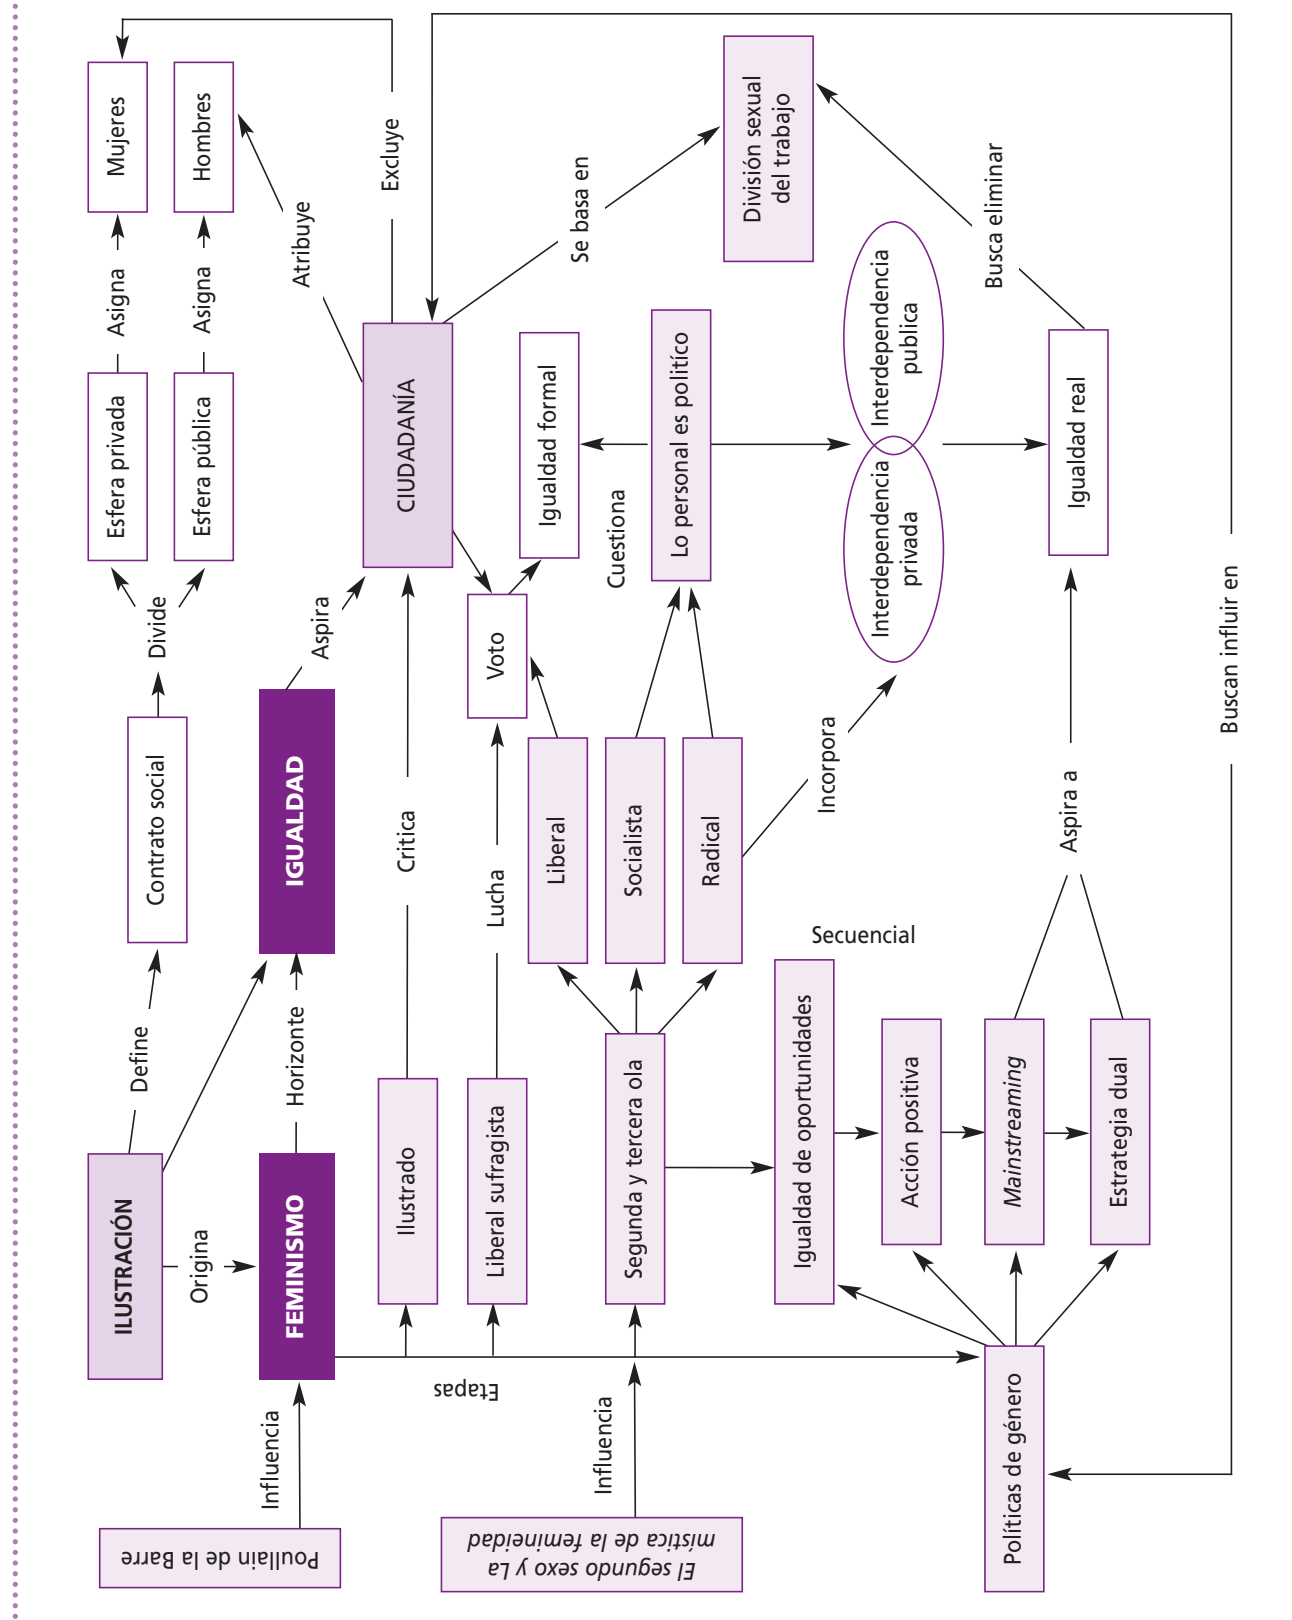 Poullain de la Barre
Influencia
ILUSTRACIÓN
Origina
FEMINISMO
Define
Contrato social
Divide
Esfera privada
Esfera pública
Asigna
Asigna
Mujeres
Hombres
Horizonte
IGUALDAD
Aspira
CIUDADANÍA
Atribuye
Excluye
Etapas
Ilustrado
Critica
Liberal sufragista
Lucha
Voto
Igualdad formal
Se basa en
División sexual
del trabajo
El segundo sexo y La
mística de la femineidad
Influencia
Segunda y tercera ola
Liberal
Socialista
Radical
Cuestiona
Lo personal es politíco
Incorpora
Interdependencia
privada
Interdependencia
publica
Busca eliminar
Igualdad real
Secuencial
Igualdad de oportunidades
Acción positiva
Mainstreaming
Estrategia dual
Aspira a
Políticas de género
Buscan influir en